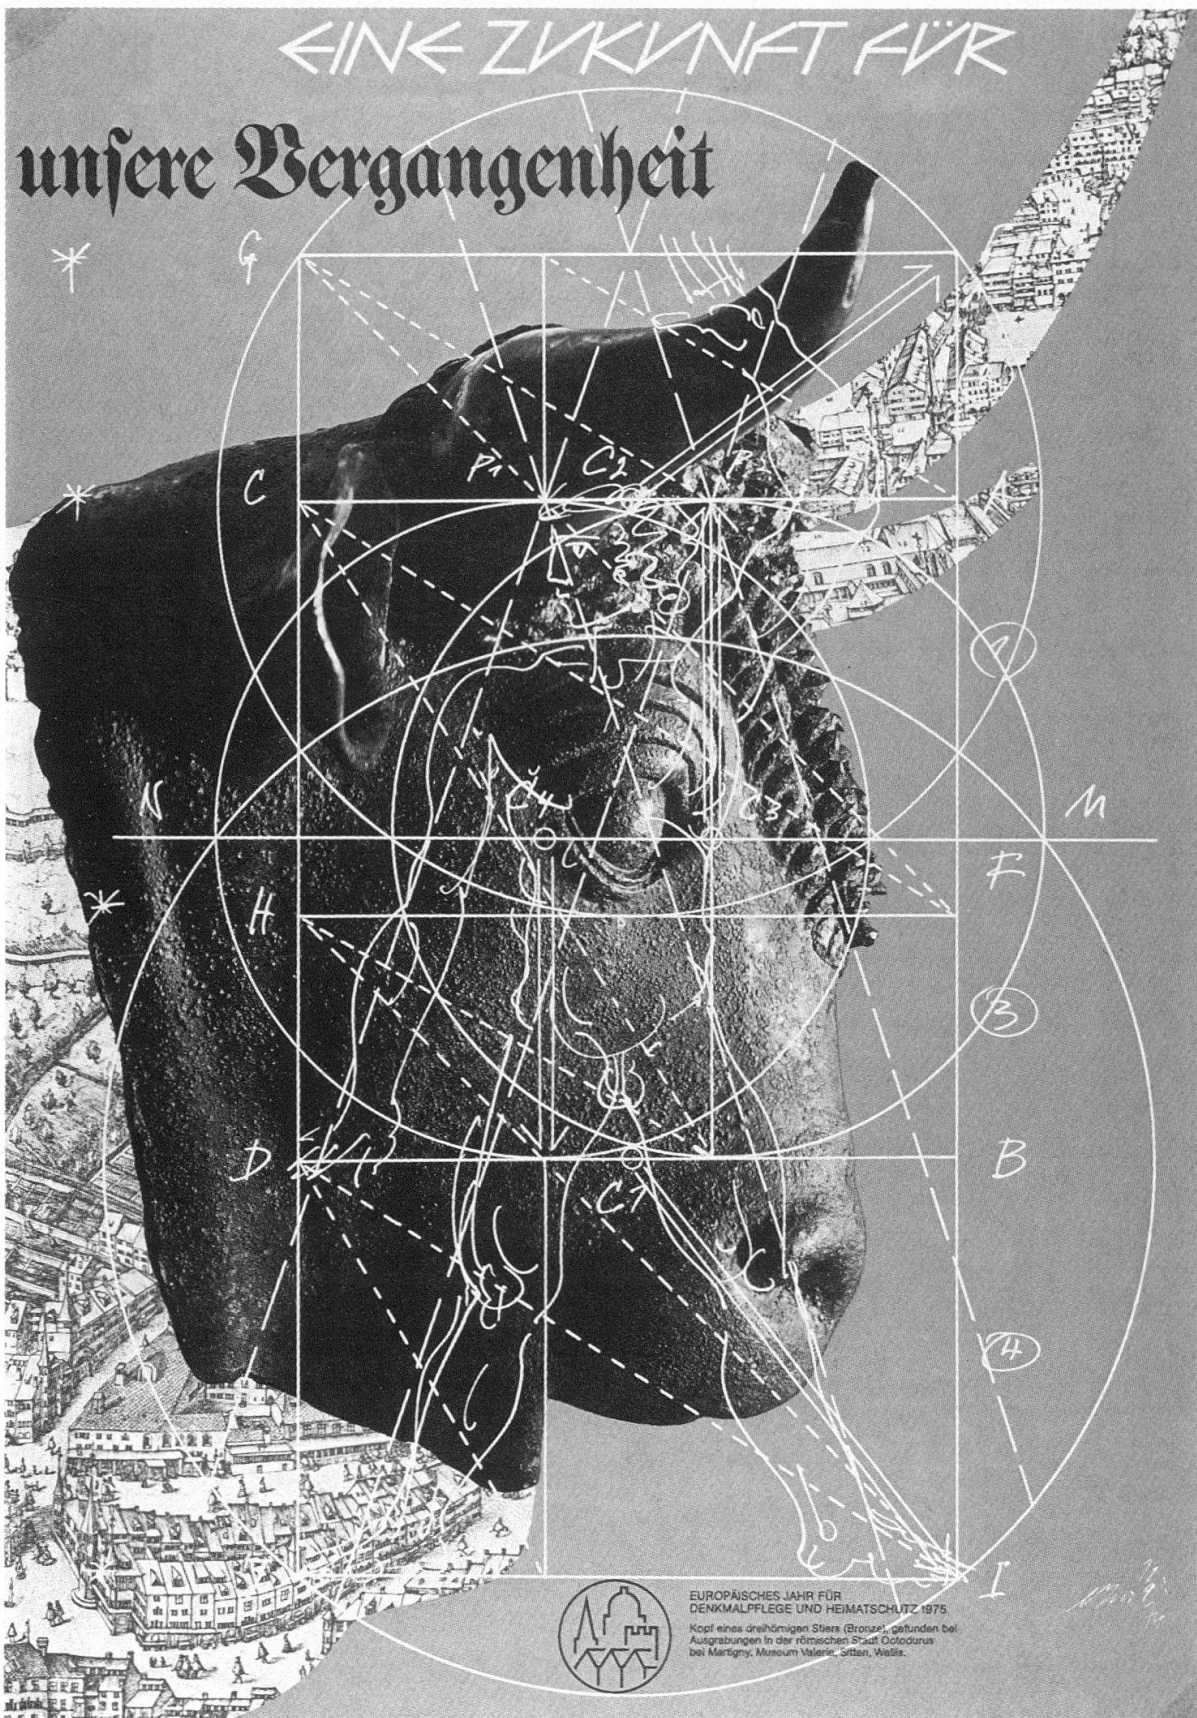 EINE ZUKUNFT FÜR
unsere Vergangenheit
G
C P1 C2 P2
1
N C4 C3 M
H F
3
D B
C1
4
I
EUROPÄISCHES JAHR FÜR
DENKMALPFLEGE UND HEIMATSCHUTZ 1975
Kopf eines dreihörnigen Stiers (Bronze), gefunden bei
Ausgrabungen in der römischen Stadt Octodurus
bei Martigny. Museum Valeria, Sitten, Wallis.